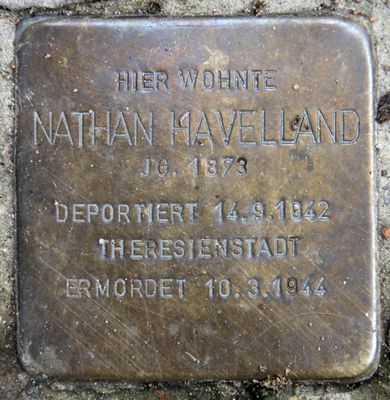 HIER WOHNTE
NATHAN HAVELLAND
JG. 1873
DEPORTIERT 14.9.1942
THERESIENSTADT
ERMORDET 10.3.1944